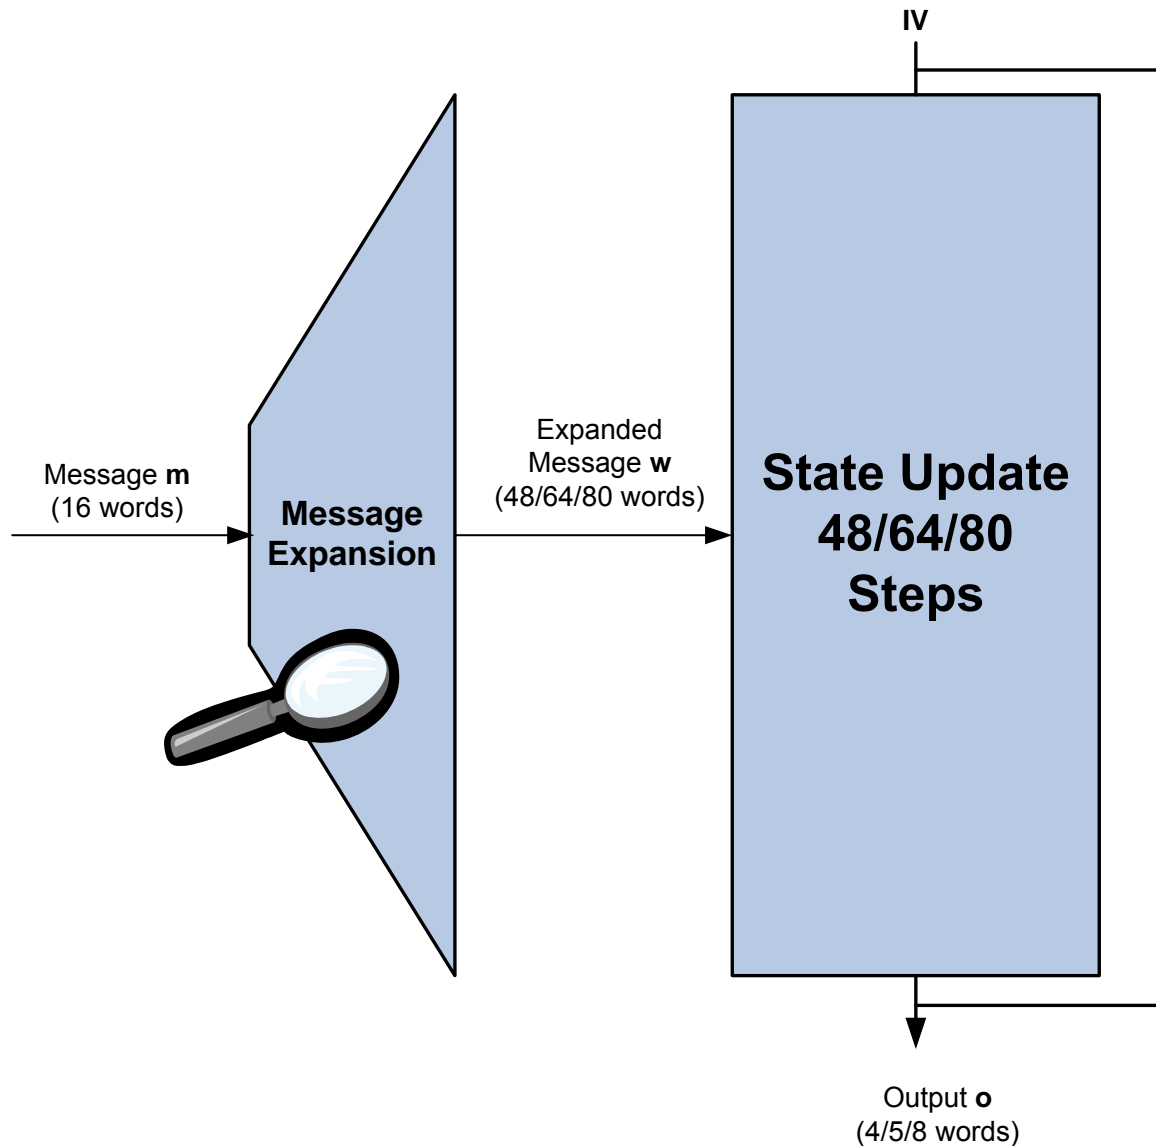 IV
Message m
(16 words)
Message
Expansion
Expanded
Message w
(48/64/80 words)
State Update
48/64/80
Steps
Output o
(4/5/8 words)